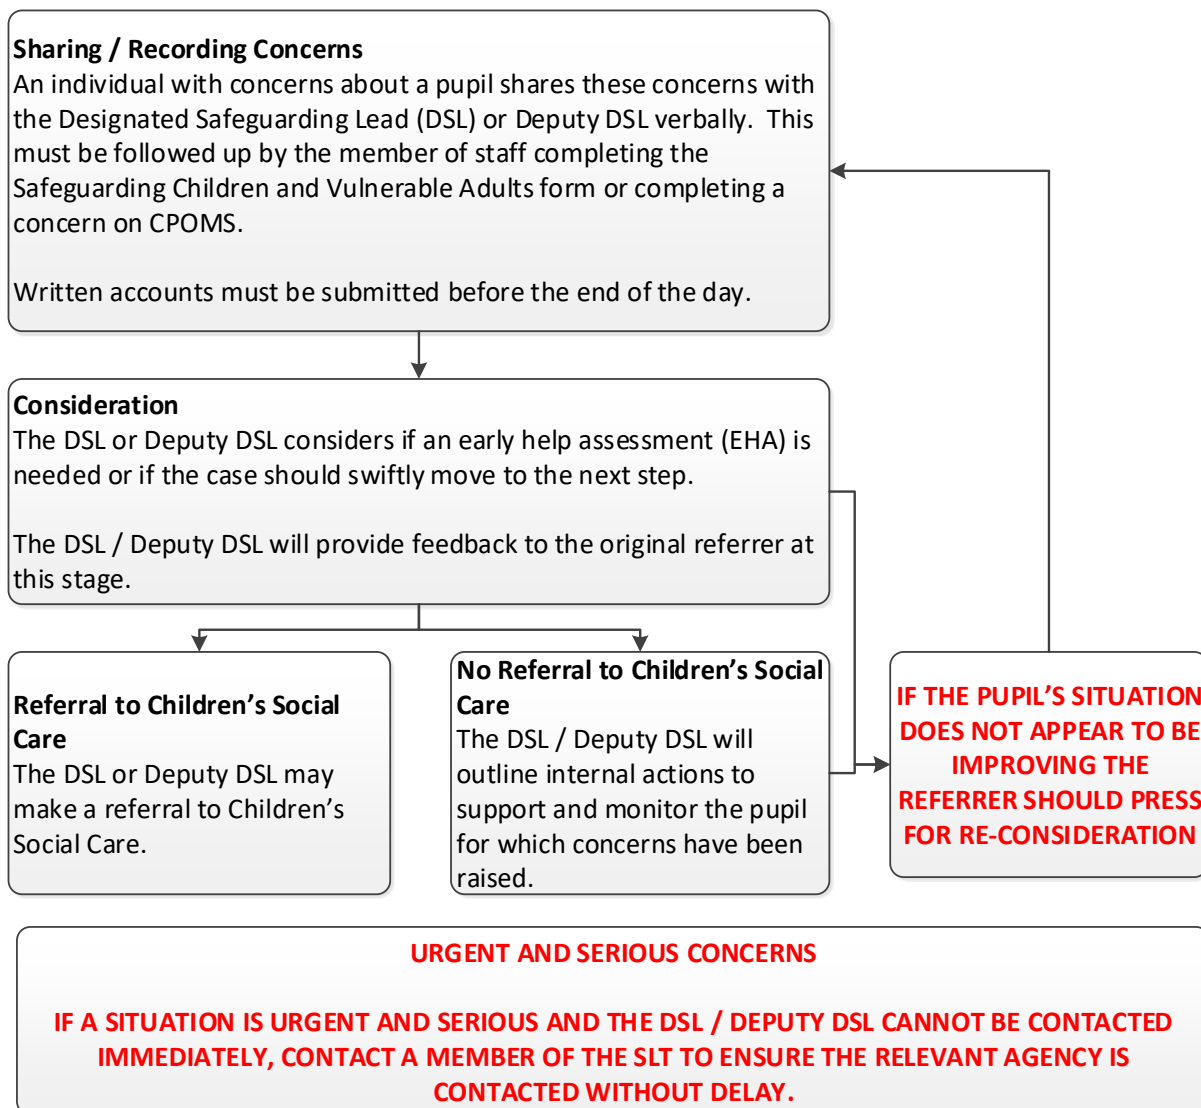 Sharing / Recording Concerns
An individual with concerns about a pupil shares these concerns with
the Designated Safeguarding Lead (DSL) or Deputy DSL verbally.  This
must be followed up by the member of staff completing the
Safeguarding Children and Vulnerable Adults form or completing a
concern on CPOMS.
Written accounts must be submitted before the end of the day.
Consideration
The DSL or Deputy DSL considers if an early help assessment (EHA) is
needed or if the case should swiftly move to the next step.
The DSL / Deputy DSL will provide feedback to the original referrer at
this stage.
Referral to Children’s Social
Care
The DSL or Deputy DSL may
make a referral to Children’s
Social Care.
No Referral to Children’s Social
Care
The DSL / Deputy DSL will
outline internal actions to
support and monitor the pupil
for which concerns have been
raised.
IF THE PUPIL’S SITUATION
DOES NOT APPEAR TO BE
IMPROVING THE
REFERRER SHOULD PRESS
FOR RE-CONSIDERATION
URGENT AND SERIOUS CONCERNS
IF A SITUATION IS URGENT AND SERIOUS AND THE DSL / DEPUTY DSL CANNOT BE CONTACTED
IMMEDIATELY, CONTACT A MEMBER OF THE SLT TO ENSURE THE RELEVANT AGENCY IS
CONTACTED WITHOUT DELAY.